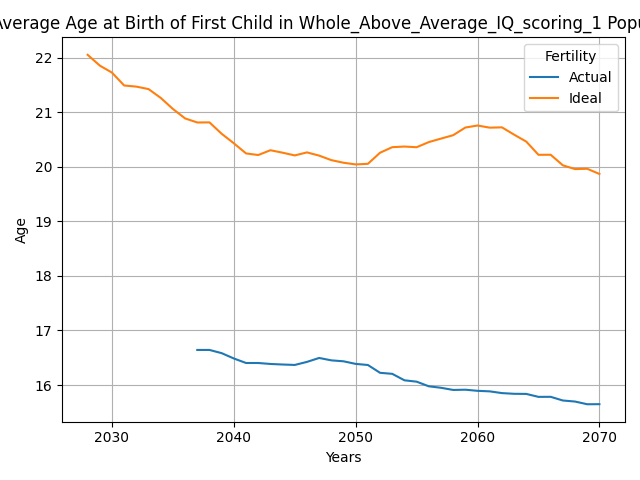 Average Age at Birth of First Child in Whole_Above_Average_IQ_scoring_1
Fertility
Actual
Ideal
22
21
20
19
18
17
16
Age
2030
2040
2050
2060
2070
Years